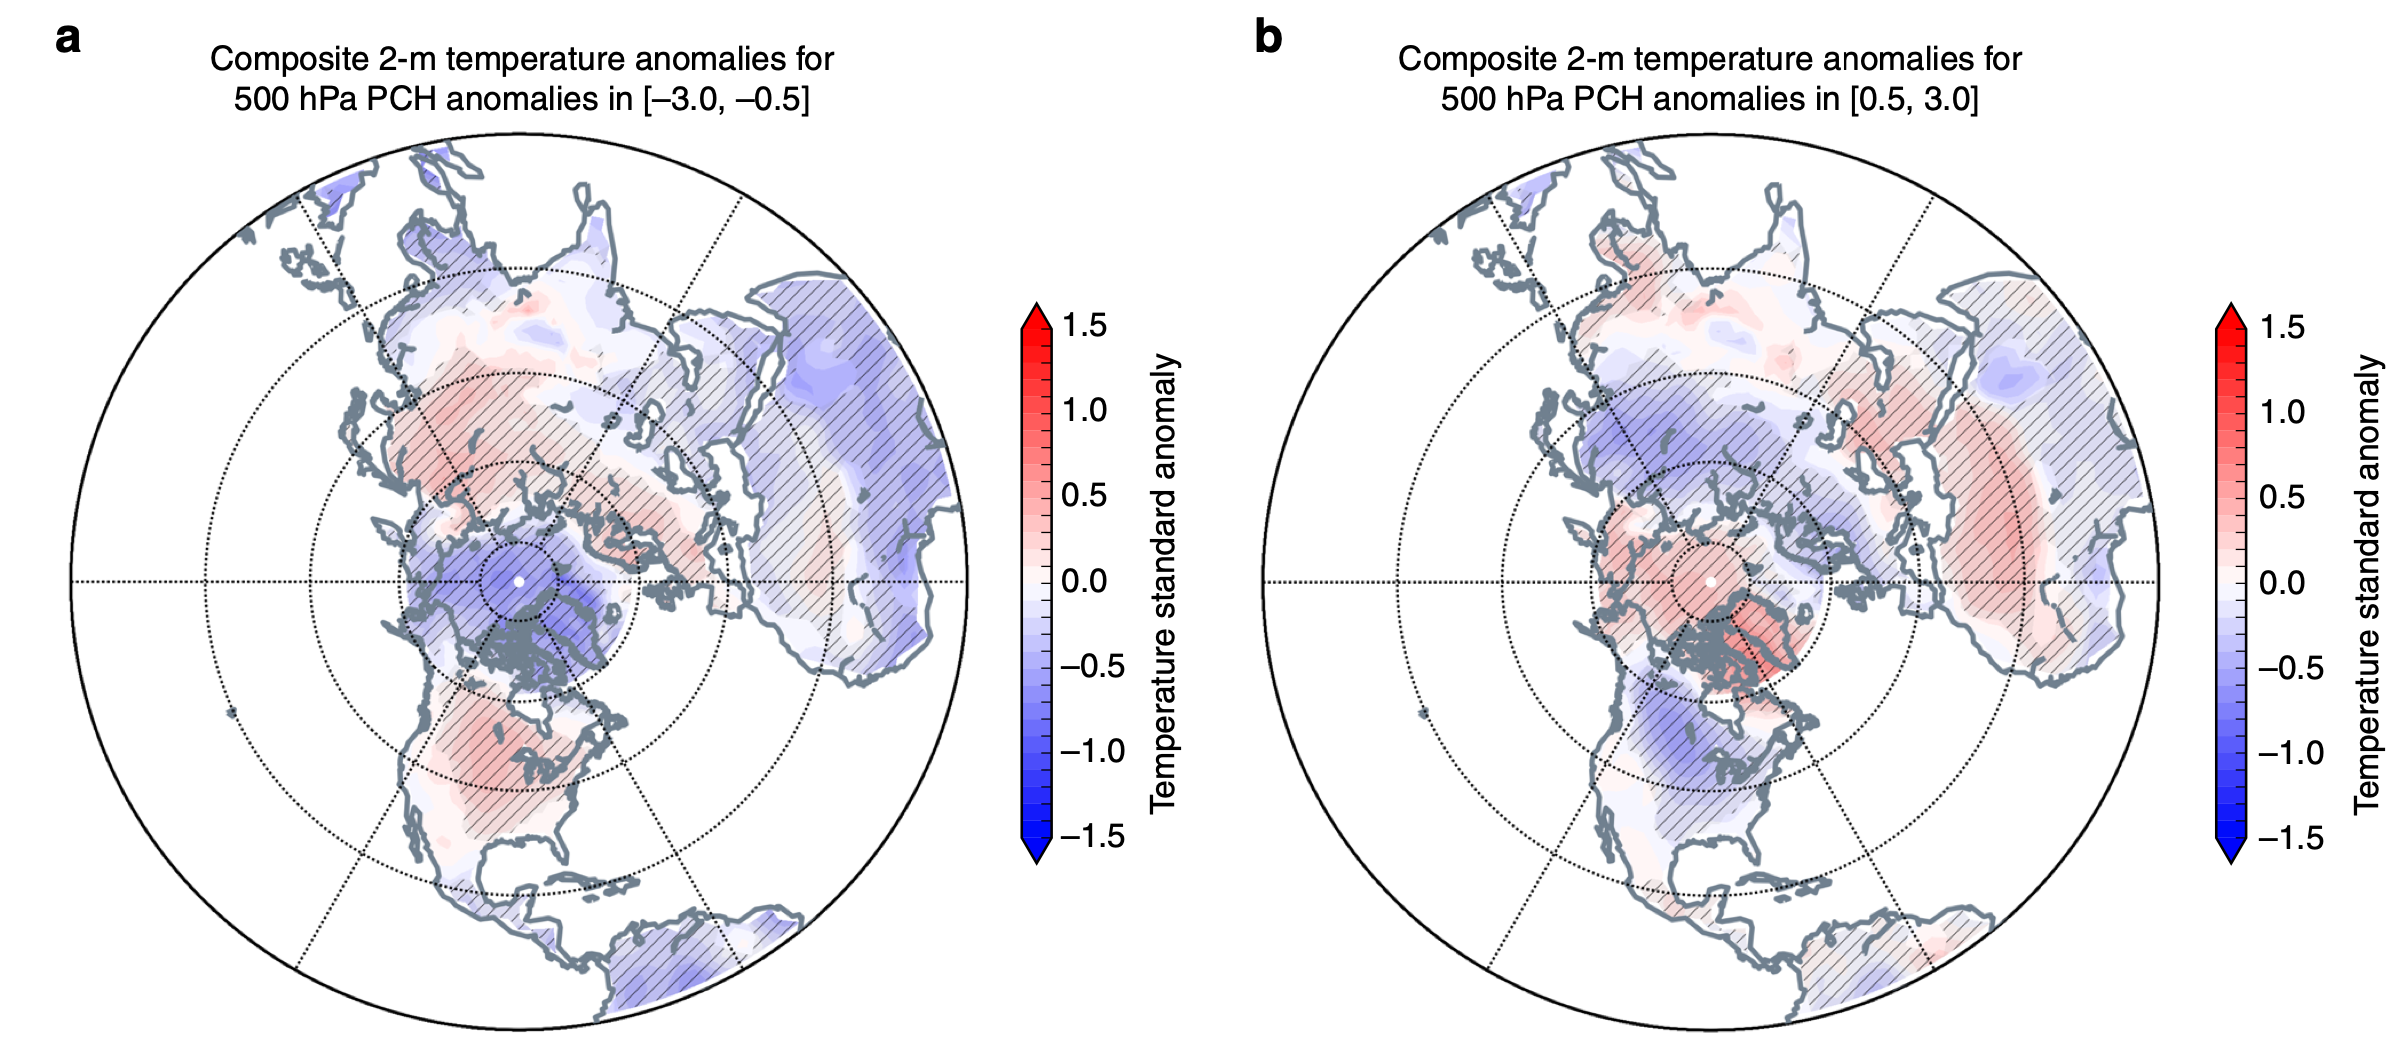 a
Composite 2-m temperature anomalies for
500 hPa PCH anomalies in [–3.0, –0.5]
1.5
1.0
0.5
0.0
–0.5
–1.0
–1.5
Temperature standard anomaly
b
Composite 2-m temperature anomalies for
500 hPa PCH anomalies in [0.5, 3.0]
1.5
1.0
0.5
0.0
–0.5
–1.0
–1.5
Temperature standard anomaly